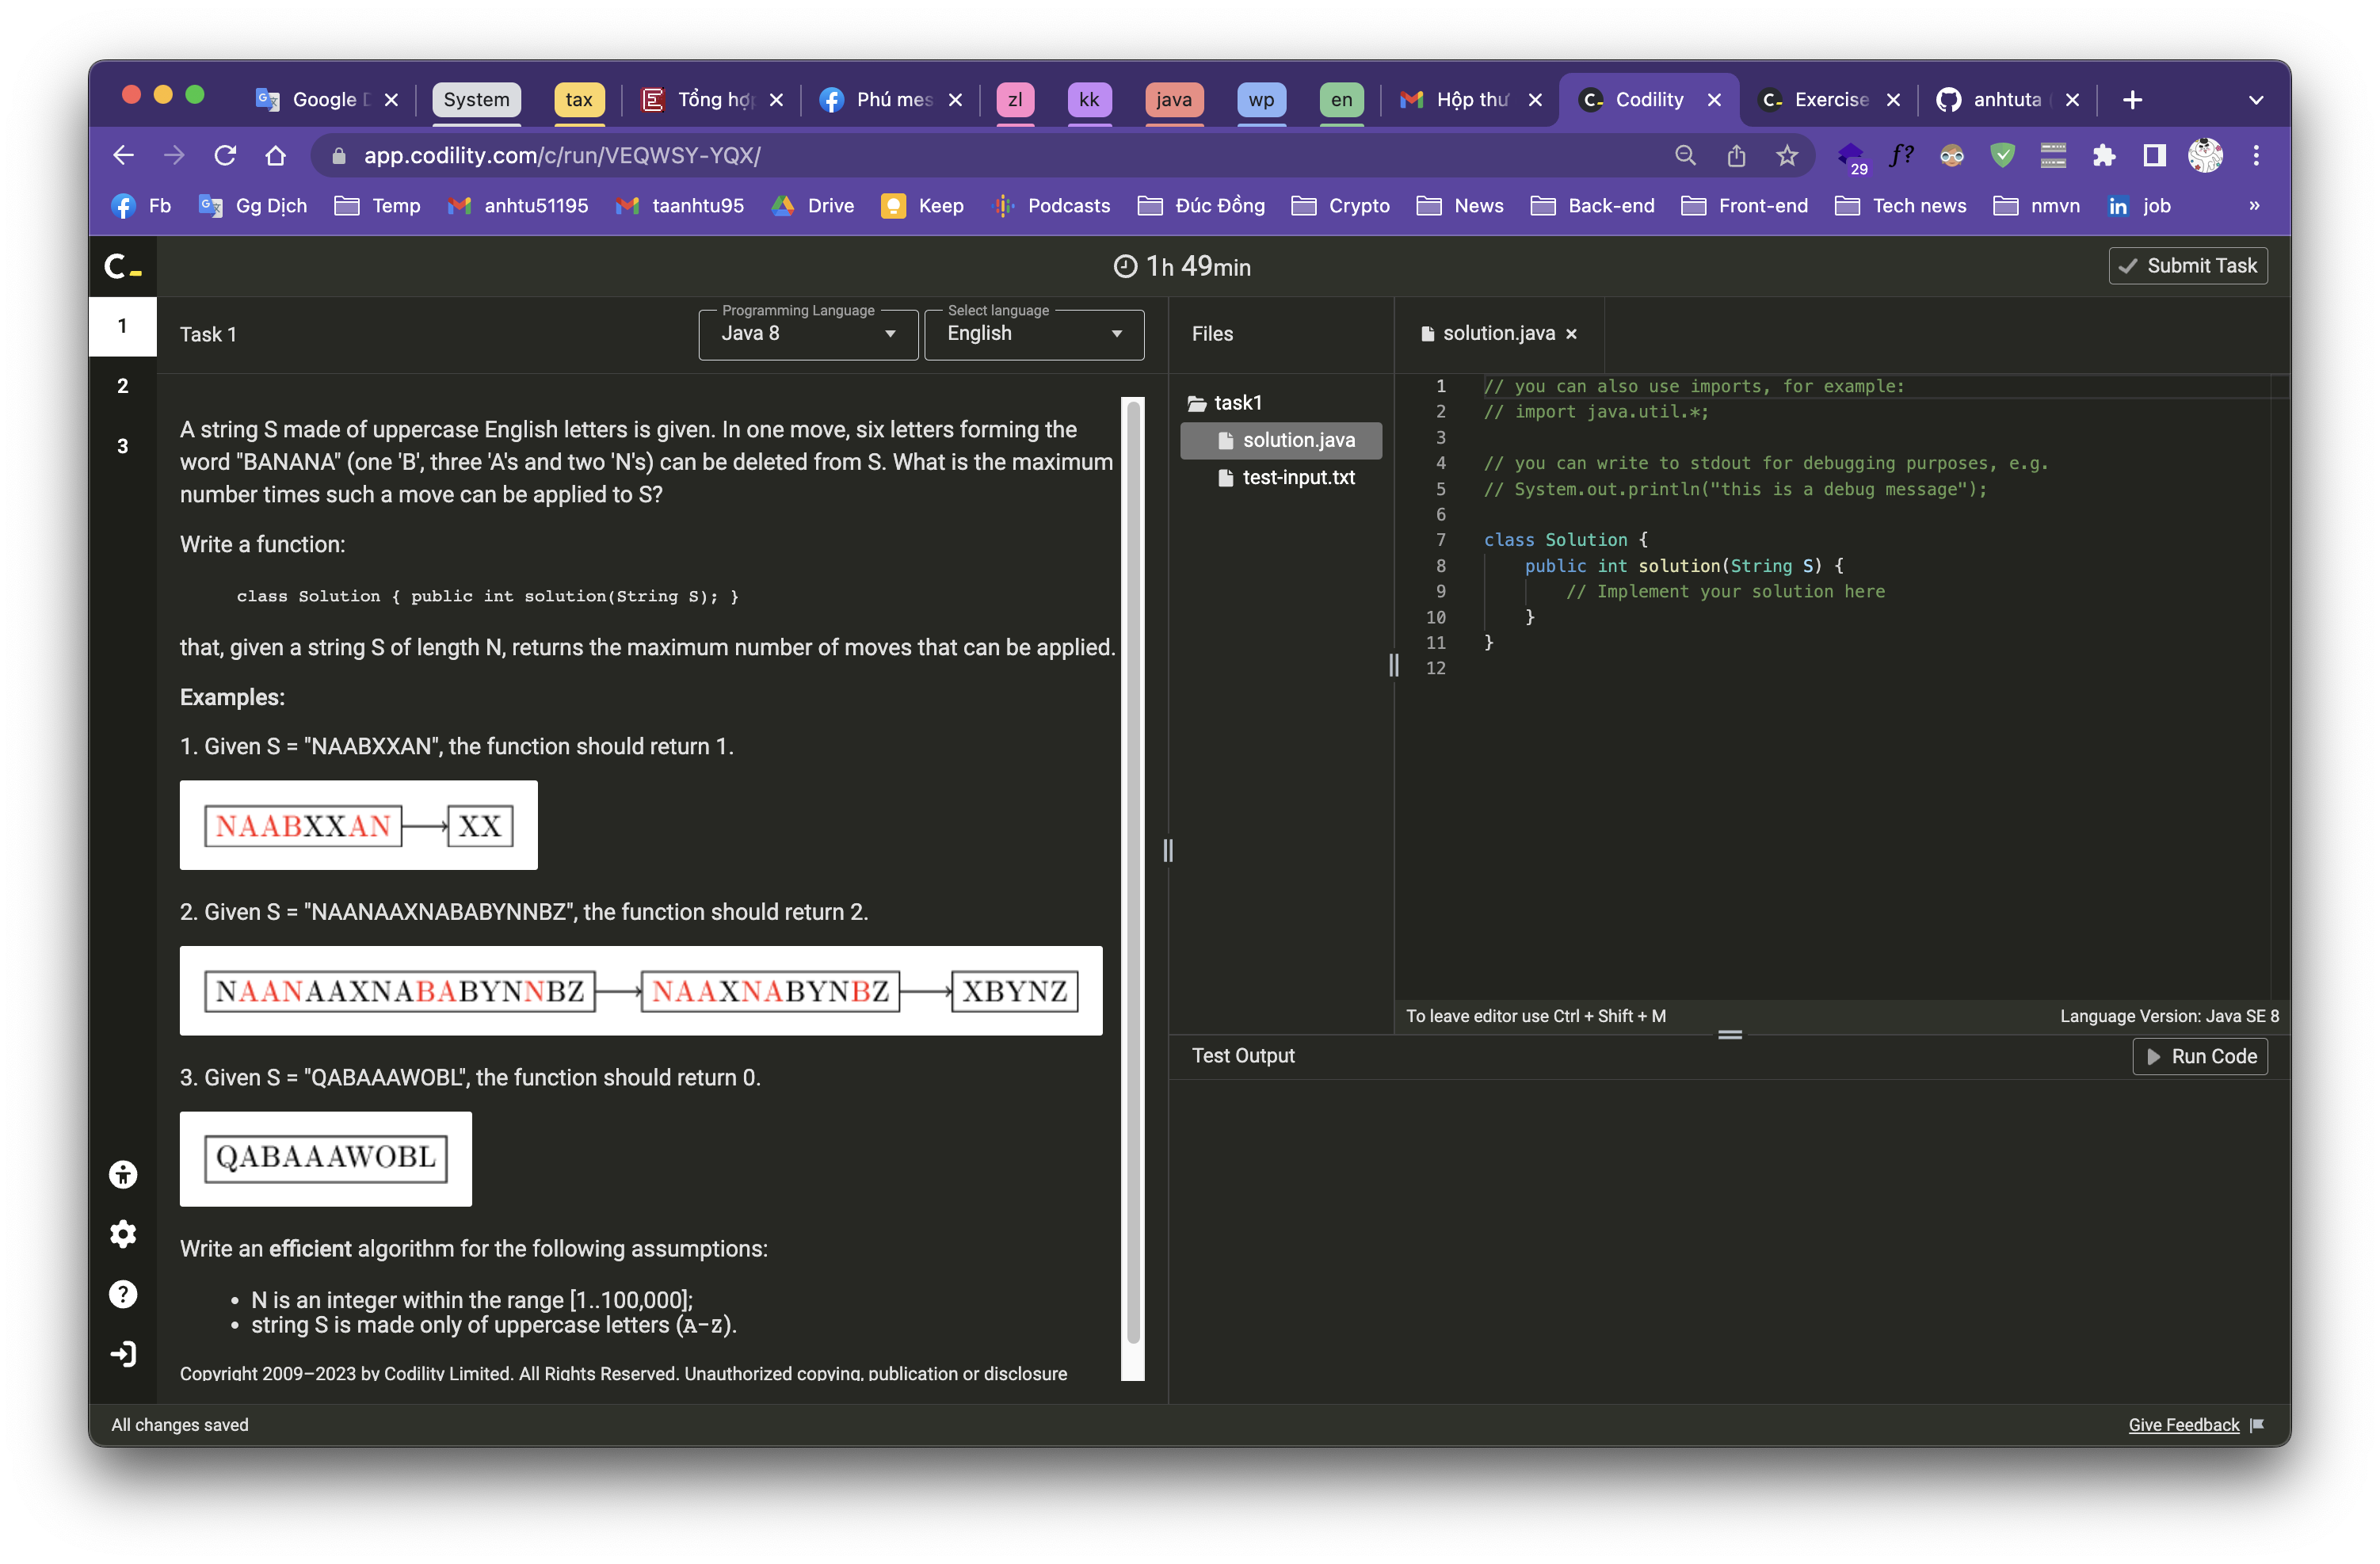 Google D
System
tax
Tổng hợp
Phú mes
zl
kk
java
wp
en
Hộp thư
Codility
Exercise
anhtuta
app.codility.com/c/run/VEQWSY-YQX/
f?
29
Fb
Gg Dịch
Temp
anhtu51195
taanhtu95
Drive
Keep
Podcasts
Đúc Đồng
Crypto
News
Back-end
Front-end
Tech news
nmvn
in job
»
C_
1h 49min
Submit Task
1
2
3
Task 1
Programming Language
Java 8
Select language
English
A string S made of uppercase English letters is given. In one move, six letters forming the
word "BANANA" (one 'B', three 'A's and two 'N's) can be deleted from S. What is the maximum
number times such a move can be applied to S?
Write a function:
class Solution { public int solution(String S); }
that, given a string S of length N, returns the maximum number of moves that can be applied.
Examples:
1. Given S = "NAABXXAN", the function should return 1.
NAABXXAN
XX
2. Given S = "NAANAAXNABABYNNBZ", the function should return 2.
NAANAAXNABABYNNBZ
NAAXNABYNBZ
XBYNZ
3. Given S = "QABAAAWOBL", the function should return 0.
QABAAAWOBL
Write an efficient algorithm for the following assumptions:
• N is an integer within the range [1..100,000];
• string S is made only of uppercase letters (A-Z).
Copyright 2009–2023 by Codility Limited. All Rights Reserved. Unauthorized copying, publication or disclosure
Files
task1
solution.java
test-input.txt
solution.java ×
1 // you can also use imports, for example:
2 // import java.util.*;
3
4 // you can write to stdout for debugging purposes, e.g.
5 // System.out.println("this is a debug message");
6
7 class Solution {
8 public int solution(String S) {
9 // Implement your solution here
10 }
11 }
12
To leave editor use Ctrl + Shift + M
Language Version: Java SE 8
Test Output
Run Code
All changes saved
Give Feedback